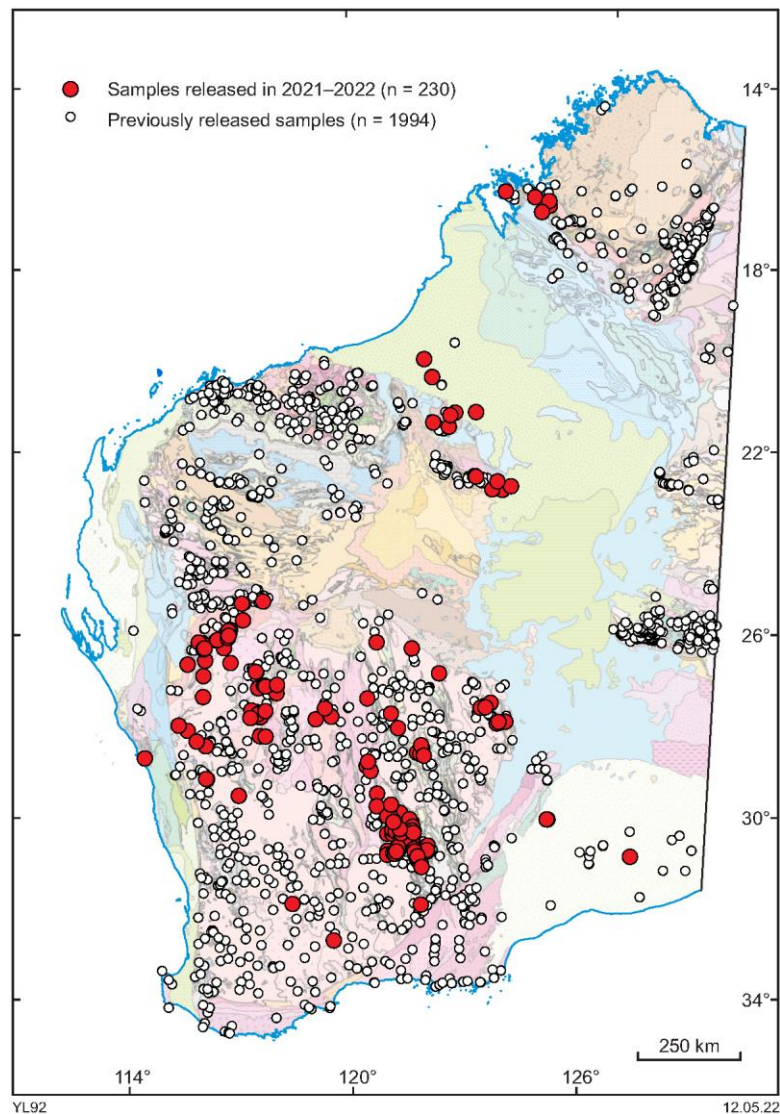 Samples released in 2021–2022 (n = 230)
Previously released samples (n = 1994)
14°
18°
22°
26°
30°
34°
250 km
114°
120°
126°
YL92
12.05.22